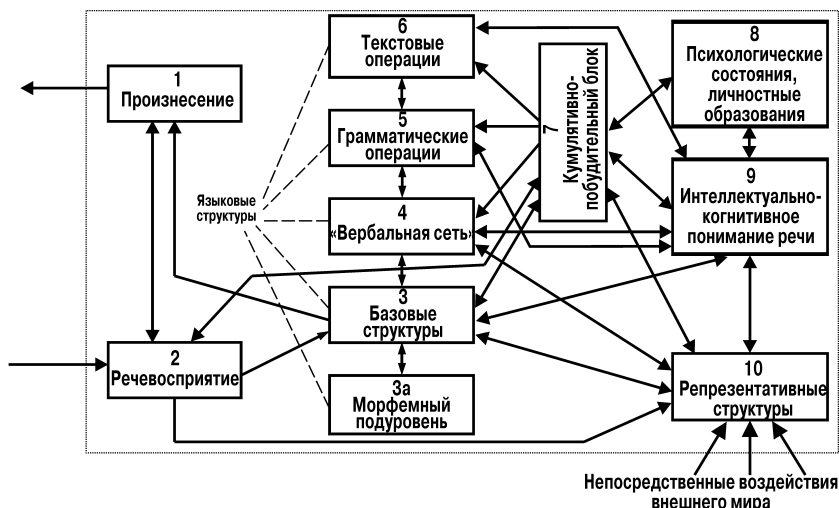 1
Произнесение
2
Речевосприятие
Языковые
структуры
6
Текстовые
операции
5
Грамматические
операции
4
«Вербальная сеть»
3
Базовые
структуры
3а
Морфемный
подуровень
7
Кумулятивно-
побудительный блок
8
Психологические
состояния,
личностные
образования
9
Интеллектуально-
когнитивное
понимание речи
10
Репрезентативные
структуры
Непосредственные воздействия
внешнего мира